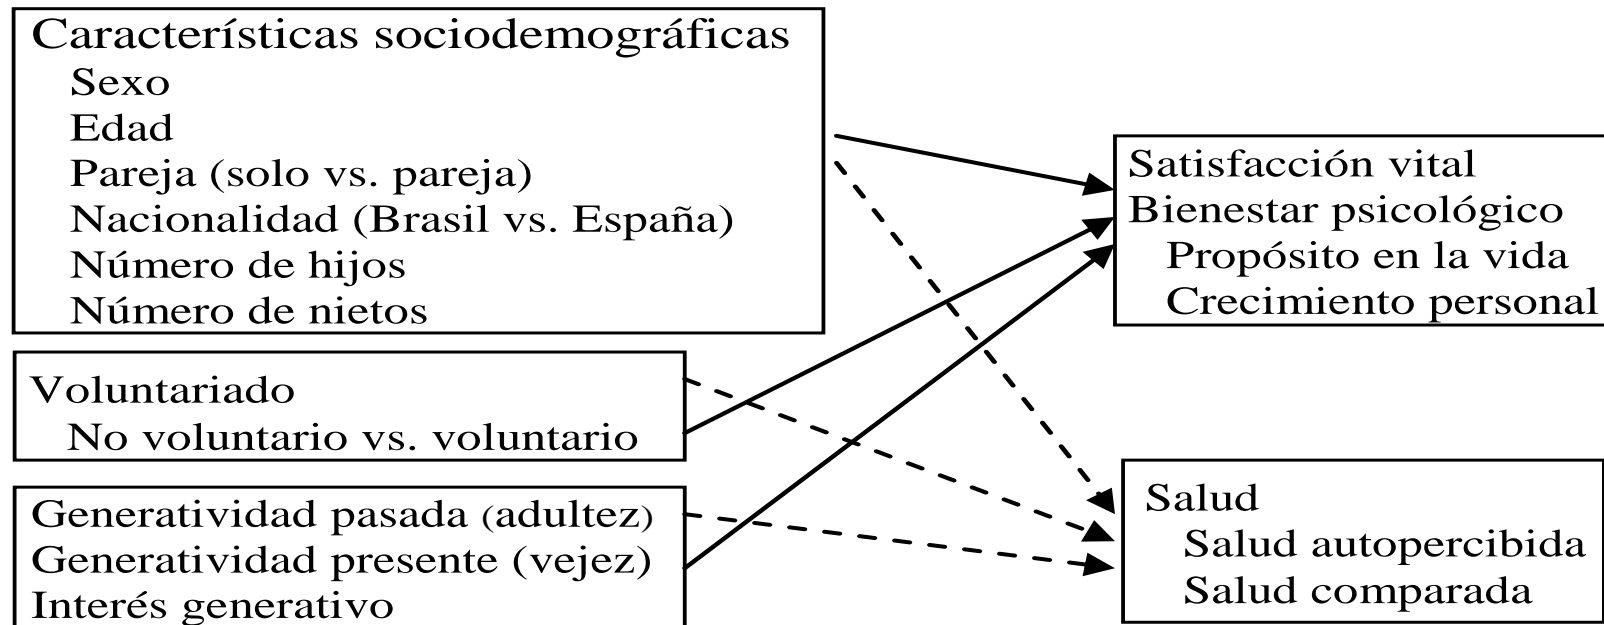 Características sociodemográficas
Sexo
Edad
Pareja (solo vs. pareja)
Nacionalidad (Brasil vs. España)
Número de hijos
Número de nietos
Voluntariado
No voluntario vs. voluntario
Generatividad pasada (adultez)
Generatividad presente (vejez)
Interés generativo
Satisfacción vital
Bienestar psicológico
Propósito en la vida
Crecimiento personal
Salud
Salud autopercibida
Salud comparada